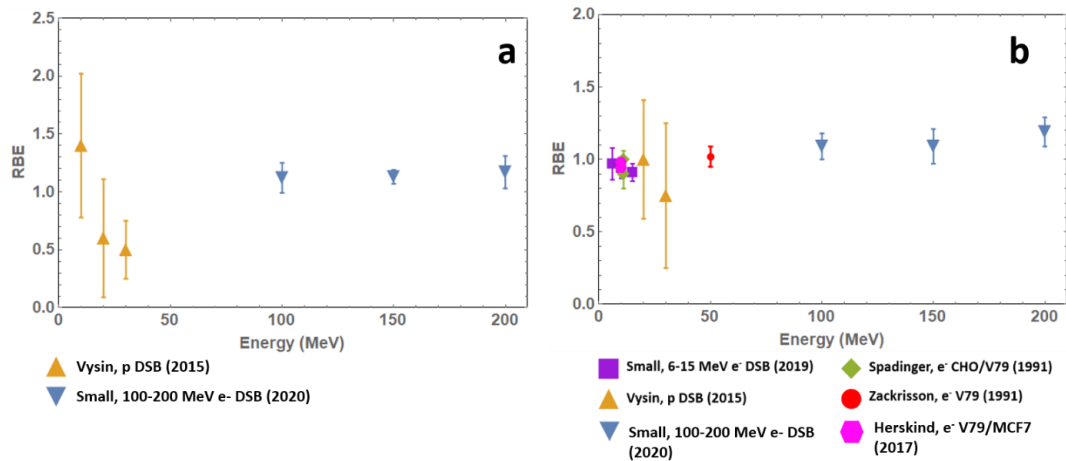 a
2.5
2.0
1.5
1.0
0.5
0.0
RBE
0
50
100
150
200
Energy (MeV)
Vysin, p DSB (2015)
Small, 100-200 MeV e- DSB (2020)
b
2.0
1.5
1.0
0.5
0.0
RBE
0
50
100
150
200
Energy (MeV)
Small, 6-15 MeV e⁻ DSB (2019)
Vysin, p DSB (2015)
Small, 100-200 MeV e- DSB
(2020)
Spadinger, e⁻ CHO/V79 (1991)
Zackrisson, e⁻ V79 (1991)
Herskind, e⁻ V79/MCF7
(2017)